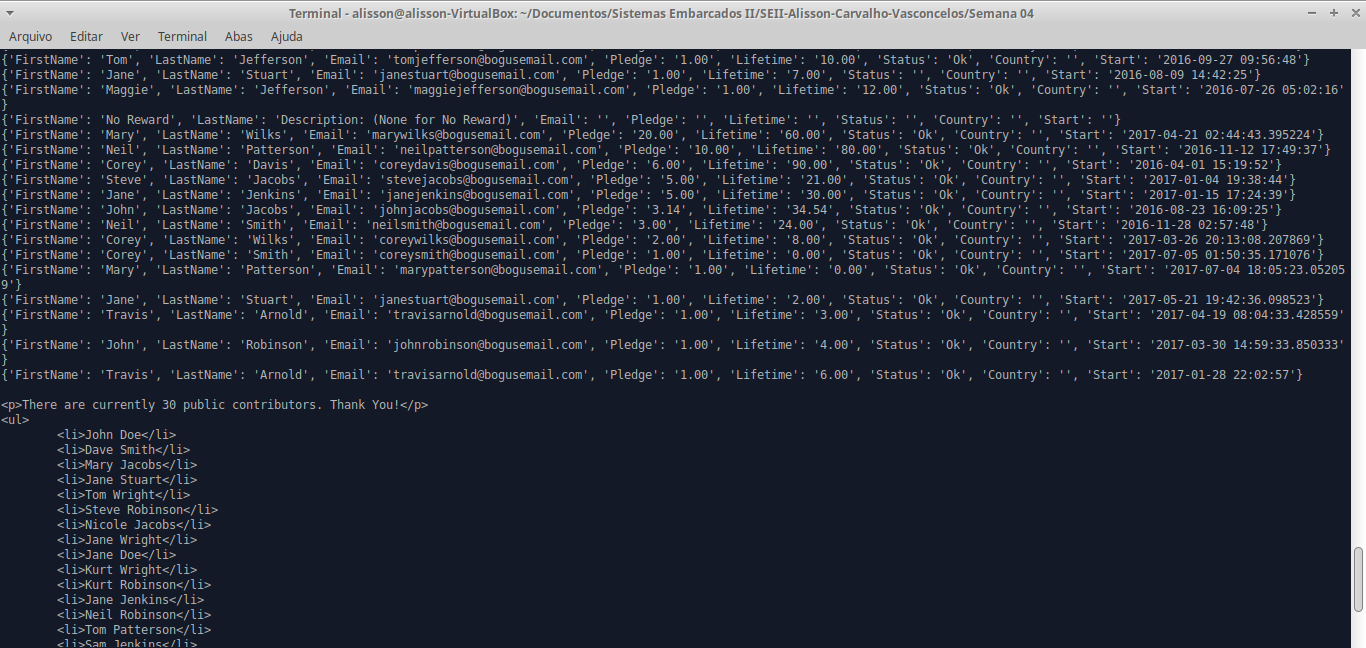 Terminal - alisson@alisson-VirtualBox: ~/Documentos/Sistemas Embarcados II/SEII-Alisson-Carvalho-Vasconcelos/Semana 04
Arquivo Editar Ver Terminal Abas Ajuda
{'FirstName': 'Tom', 'LastName': 'Jefferson', 'Email': 'tomjefferson@bogusemail.com', 'Pledge': '1.00', 'Lifetime': '10.00', 'Status': 'Ok', 'Country': '', 'Start': '2016-09-27 09:56:48'}
{'FirstName': 'Jane', 'LastName': 'Stuart', 'Email': 'janestuart@bogusemail.com', 'Pledge': '1.00', 'Lifetime': '7.00', 'Status': '', 'Country': '', 'Start': '2016-08-09 14:42:25'}
{'FirstName': 'Maggie', 'LastName': 'Jefferson', 'Email': 'maggiejefferson@bogusemail.com', 'Pledge': '1.00', 'Lifetime': '12.00', 'Status': 'Ok', 'Country': '', 'Start': '2016-07-26 05:02:16'
}
{'FirstName': 'No Reward', 'LastName': 'Description: (None for No Reward)', 'Email': '', 'Pledge': '', 'Lifetime': '', 'Status': '', 'Country': '', 'Start': ''}
{'FirstName': 'Mary', 'LastName': 'Wilks', 'Email': 'marywilks@bogusemail.com', 'Pledge': '20.00', 'Lifetime': '60.00', 'Status': 'Ok', 'Country': '', 'Start': '2017-04-21 02:44:43.395224'}
{'FirstName': 'Neil', 'LastName': 'Patterson', 'Email': 'neilpatterson@bogusemail.com', 'Pledge': '10.00', 'Lifetime': '80.00', 'Status': 'Ok', 'Country': '', 'Start': '2016-11-12 17:49:37'}
{'FirstName': 'Corey', 'LastName': 'Davis', 'Email': 'coreydavis@bogusemail.com', 'Pledge': '6.00', 'Lifetime': '90.00', 'Status': 'Ok', 'Country': '', 'Start': '2016-04-01 15:19:52'}
{'FirstName': 'Steve', 'LastName': 'Jacobs', 'Email': 'stevejacobs@bogusemail.com', 'Pledge': '5.00', 'Lifetime': '21.00', 'Status': 'Ok', 'Country': '', 'Start': '2017-01-04 19:38:44'}
{'FirstName': 'Jane', 'LastName': 'Jenkins', 'Email': 'janejenkins@bogusemail.com', 'Pledge': '5.00', 'Lifetime': '30.00', 'Status': 'Ok', 'Country': '', 'Start': '2017-01-15 17:24:39'}
{'FirstName': 'John', 'LastName': 'Jacobs', 'Email': 'johnjacobs@bogusemail.com', 'Pledge': '3.14', 'Lifetime': '34.54', 'Status': 'Ok', 'Country': '', 'Start': '2016-08-23 16:09:25'}
{'FirstName': 'Neil', 'LastName': 'Smith', 'Email': 'neilsmith@bogusemail.com', 'Pledge': '3.00', 'Lifetime': '24.00', 'Status': 'Ok', 'Country': '', 'Start': '2016-11-28 02:57:48'}
{'FirstName': 'Corey', 'LastName': 'Wilks', 'Email': 'coreywilks@bogusemail.com', 'Pledge': '2.00', 'Lifetime': '8.00', 'Status': 'Ok', 'Country': '', 'Start': '2017-03-26 20:13:08.207869'}
{'FirstName': 'Corey', 'LastName': 'Smith', 'Email': 'coreysmith@bogusemail.com', 'Pledge': '1.00', 'Lifetime': '0.00', 'Status': 'Ok', 'Country': '', 'Start': '2017-07-05 01:50:35.171076'}
{'FirstName': 'Mary', 'LastName': 'Patterson', 'Email': 'marypatterson@bogusemail.com', 'Pledge': '1.00', 'Lifetime': '0.00', 'Status': 'Ok', 'Country': '', 'Start': '2017-07-04 18:05:23.05205
9'}
{'FirstName': 'Jane', 'LastName': 'Stuart', 'Email': 'janestuart@bogusemail.com', 'Pledge': '1.00', 'Lifetime': '2.00', 'Status': 'Ok', 'Country': '', 'Start': '2017-05-21 19:42:36.098523'}
{'FirstName': 'Travis', 'LastName': 'Arnold', 'Email': 'travisarnold@bogusemail.com', 'Pledge': '1.00', 'Lifetime': '3.00', 'Status': 'Ok', 'Country': '', 'Start': '2017-04-19 08:04:33.428559'
}
{'FirstName': 'John', 'LastName': 'Robinson', 'Email': 'johnrobinson@bogusemail.com', 'Pledge': '1.00', 'Lifetime': '4.00', 'Status': 'Ok', 'Country': '', 'Start': '2017-03-30 14:59:33.850333'
}
{'FirstName': 'Travis', 'LastName': 'Arnold', 'Email': 'travisarnold@bogusemail.com', 'Pledge': '1.00', 'Lifetime': '6.00', 'Status': 'Ok', 'Country': '', 'Start': '2017-01-28 22:02:57'}
<p>There are currently 30 public contributors. Thank You!</p>
<ul>
<li>John Doe</li>
<li>Dave Smith</li>
<li>Mary Jacobs</li>
<li>Jane Stuart</li>
<li>Tom Wright</li>
<li>Steve Robinson</li>
<li>Nicole Jacobs</li>
<li>Jane Wright</li>
<li>Jane Doe</li>
<li>Kurt Wright</li>
<li>Kurt Robinson</li>
<li>Jane Jenkins</li>
<li>Neil Robinson</li>
<li>Tom Patterson</li>
<li>Sam Jenkins</li>